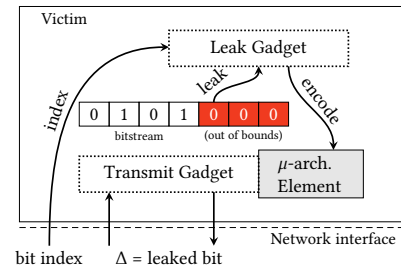 Victim
Leak Gadget
index
leak
encode
0 1 0 1 0 0 0
bitstream (out of bounds)
Transmit Gadget
μ-arch.
Element
Network interface
bit index Δ = leaked bit